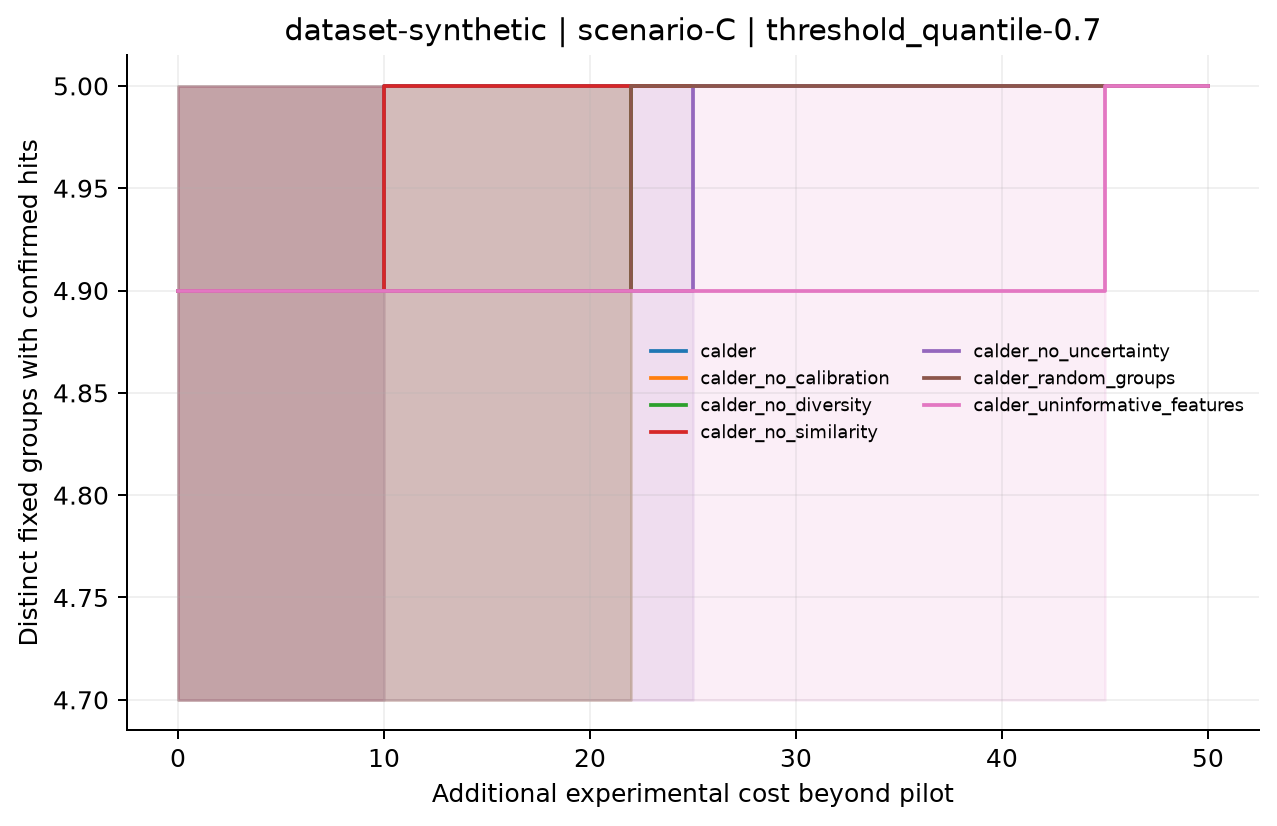 dataset-synthetic | scenario-C | threshold_quantile-0.7
Distinct fixed groups with confirmed hits
5.00
4.95
4.90
4.85
4.80
4.75
4.70
calder
calder_no_calibration
calder_no_diversity
calder_no_similarity
calder_no_uncertainty
calder_random_groups
calder_uninformative_features
0 10 20 30 40 50
Additional experimental cost beyond pilot